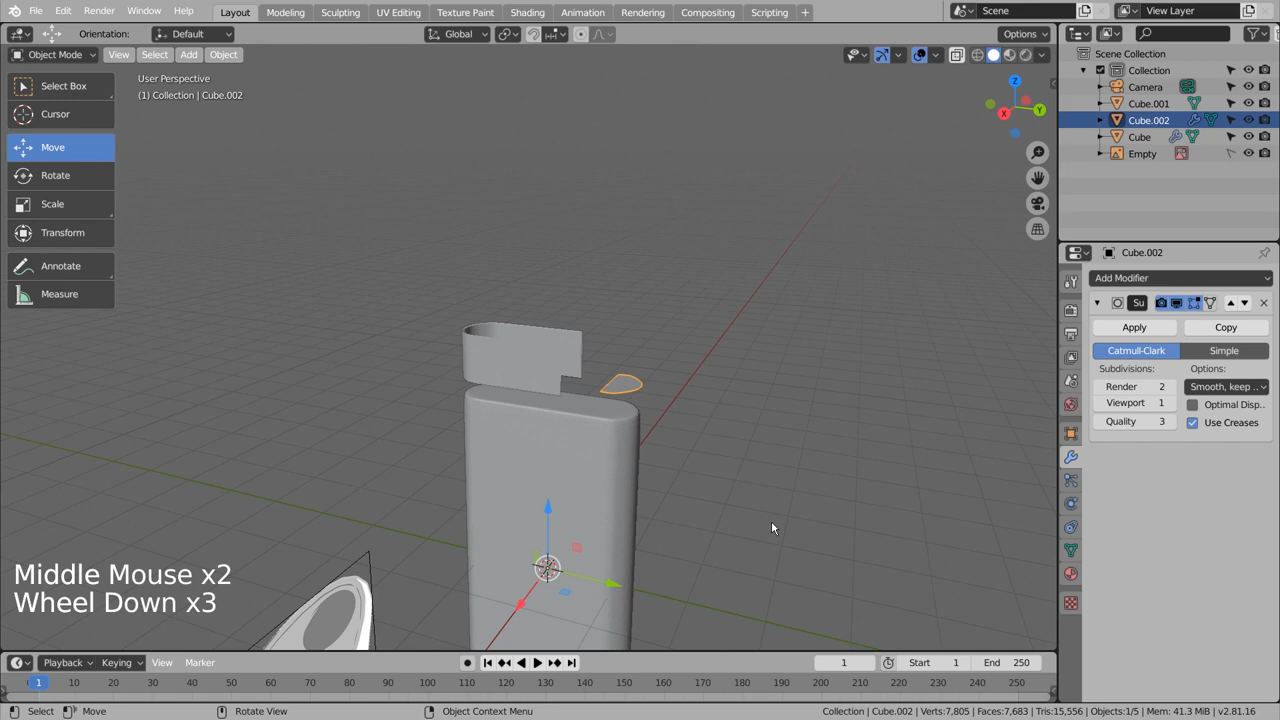 File Edit Render Window Help Layout Modeling Sculpting UV Editing Texture Paint Shading Animation Rendering Compositing Scripting + Scene View Layer
Orientation: Default Global Options
Object Mode View Select Add Object
User Perspective
(1) Collection | Cube.002
Select Box
Cursor
Move
Rotate
Scale
Transform
Annotate
Measure
Z
Y
X
Scene Collection
Collection
Camera
Cube.001
Cube.002
Cube
Empty
Cube.002
Add Modifier
Su
Apply Copy
Catmull-Clark Simple
Subdivisions: Options:
Render 2 Smooth, keep ..
Viewport 1 Optimal Disp..
Quality 3 Use Creases
Middle Mouse x2
Wheel Down x3
Playback Keying View Marker 1 Start 1 End 250
1 10 20 30 40 50 60 70 80 90 100 110 120 130 140 150 160 170 180 190 200 210 220 230 240 250
Select Move Rotate View Object Context Menu Collection | Cube.002 | Verts:7,805 | Faces:7,683 | Tris:15,556 | Objects:1/5 | Mem: 41.3 MiB | v2.81.16